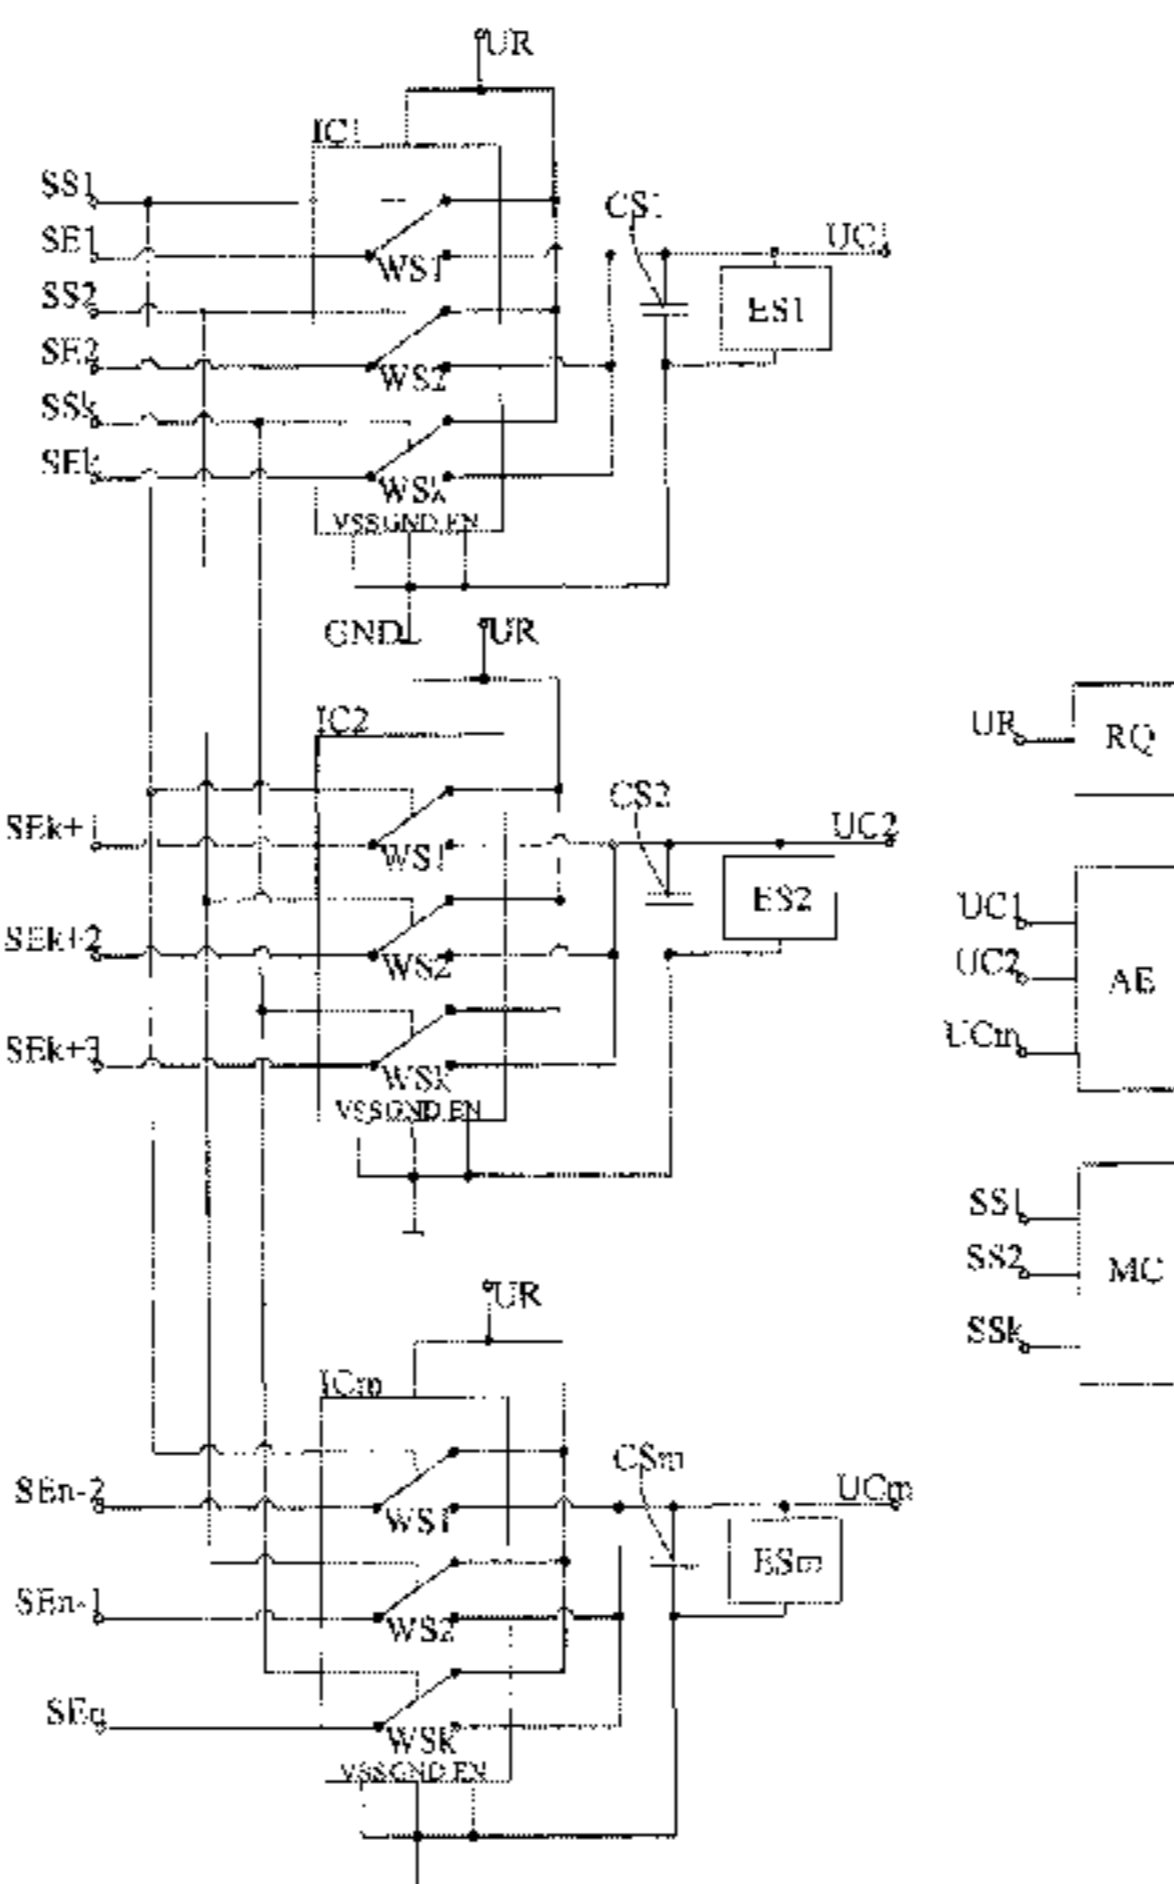 UR
IC1
SS1
SE1
WS1
CS1
UC1
SS2
ES1
SE2
WS2
SSk
SEk
WSk
VSSGND EN
GND
UR
UR
RQ
IC2
CS2
SEk+1
WS1
UC2
ES2
UC1
SEk+2
WS2
UC2
AE
UCm
SEk+3
WSk
VSSGND EN
SS1
SS2
MC
UR
SSk
ICm
CSm
SEn-2
WS1
UCm
ESm
SEn-1
WS2
SEn
WSk
VSSGND EN